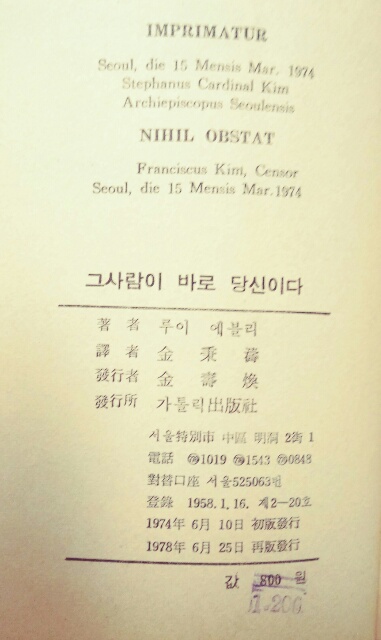 IMPRIMATUR
Seoul, die 15 Mensis Mar. 1974
Stephanus Cardinal Kim
Archiepiscopus Seoulensis
NIHIL OBSTAT
Franciscus Kim, Censor
Seoul, die 15 Mensis Mar. 1974
그사람이 바로 당신이다
著者 루이 에블리
譯者 金秉
發行者 金壽煥
發行所 가톨릭出版社
서울特別市 中區 明洞 2街 1
電話 1019 1543 0848
對替口座 서울525063번
登錄 1958.1.16. 제2-20호
1974年 6月 10日 初版發行
1978年 6月 25日 再版發行
값 800 원
1.200